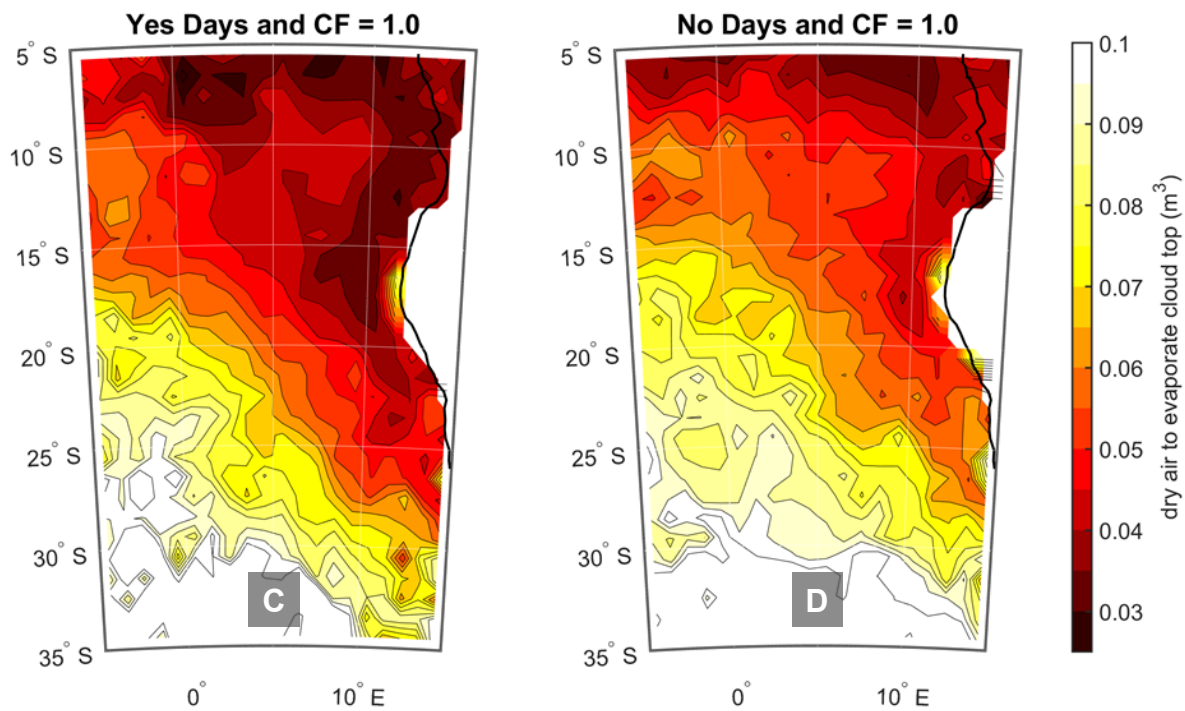 Yes Days and CF = 1.0
5° S
10° S
15° S
20° S
25° S
30° S
35° S
0°
10° E
C
No Days and CF = 1.0
5° S
10° S
15° S
20° S
25° S
30° S
35° S
0°
10° E
D
0.1
0.09
0.08
0.07
0.06
0.05
0.04
0.03
dry air to evaporate cloud top (m³)